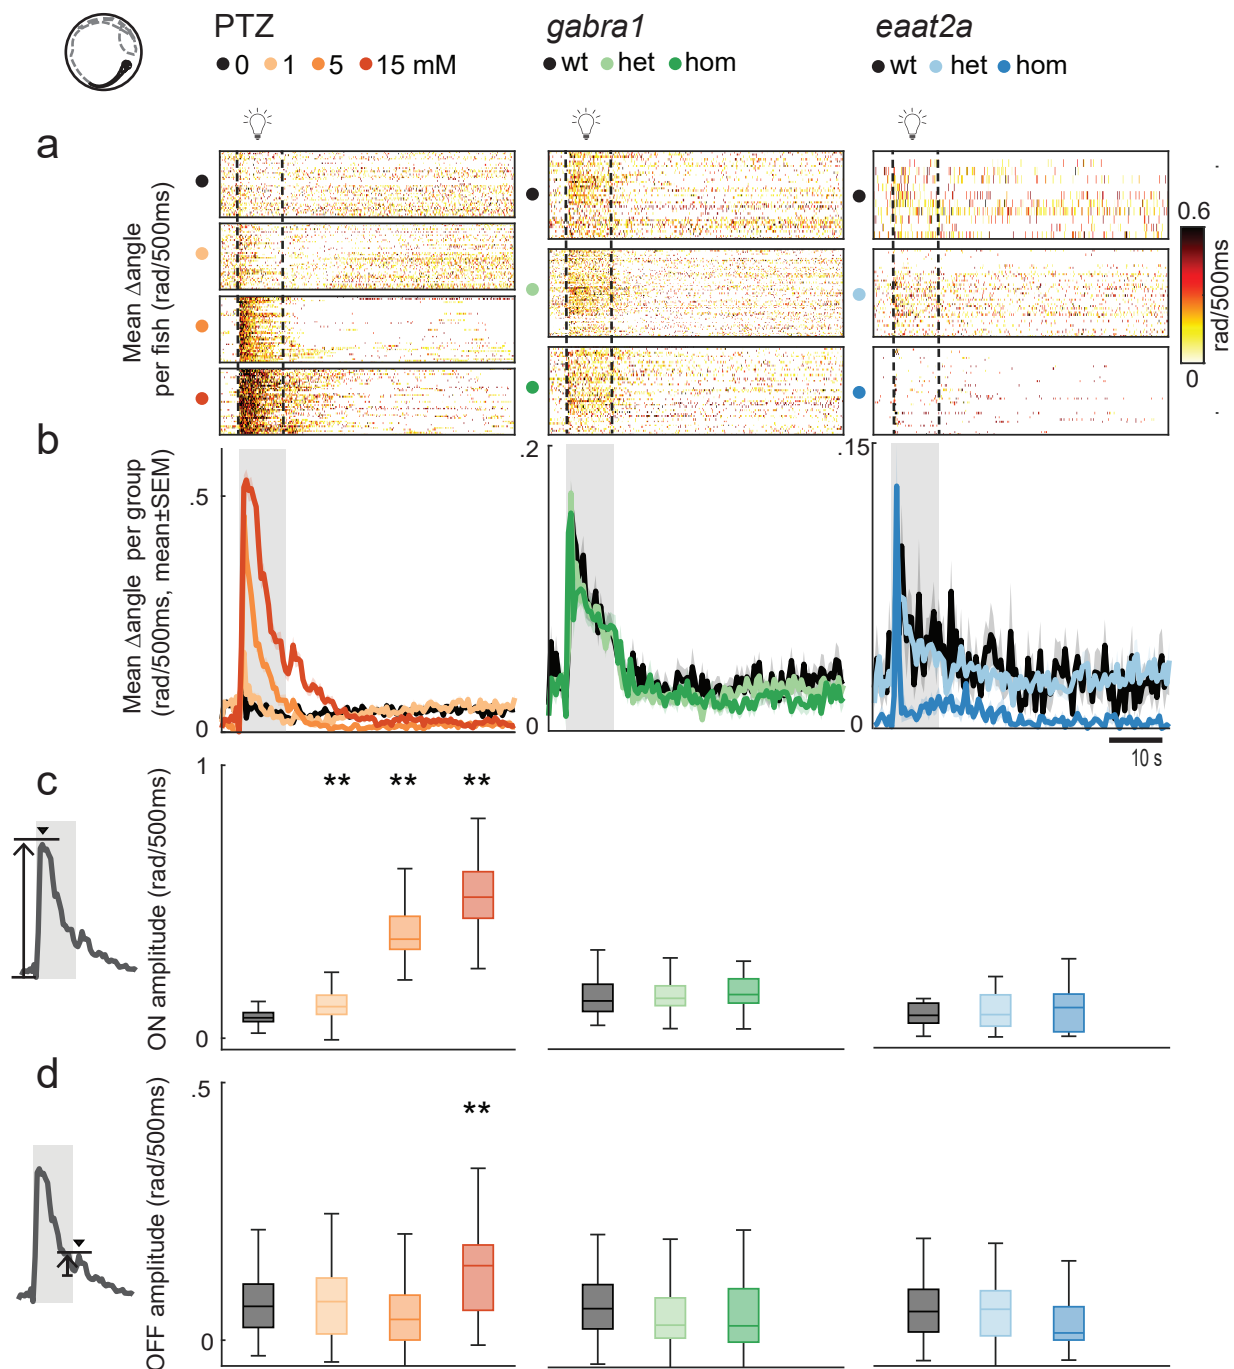 PTZ
gabra1
eaat2a
0 1 5 15 mM
wt het hom
wt het hom
a
Mean Δangle
per fish (rad/500ms)
0.6
0
rad/500ms
b
Mean Δangle per group
(rad/500ms, mean±SEM)
.5
0
.2
0
.15
0
10 s
c
ON amplitude (rad/500ms)
1
0
** ** **
d
OFF amplitude (rad/500ms)
.5
0
**